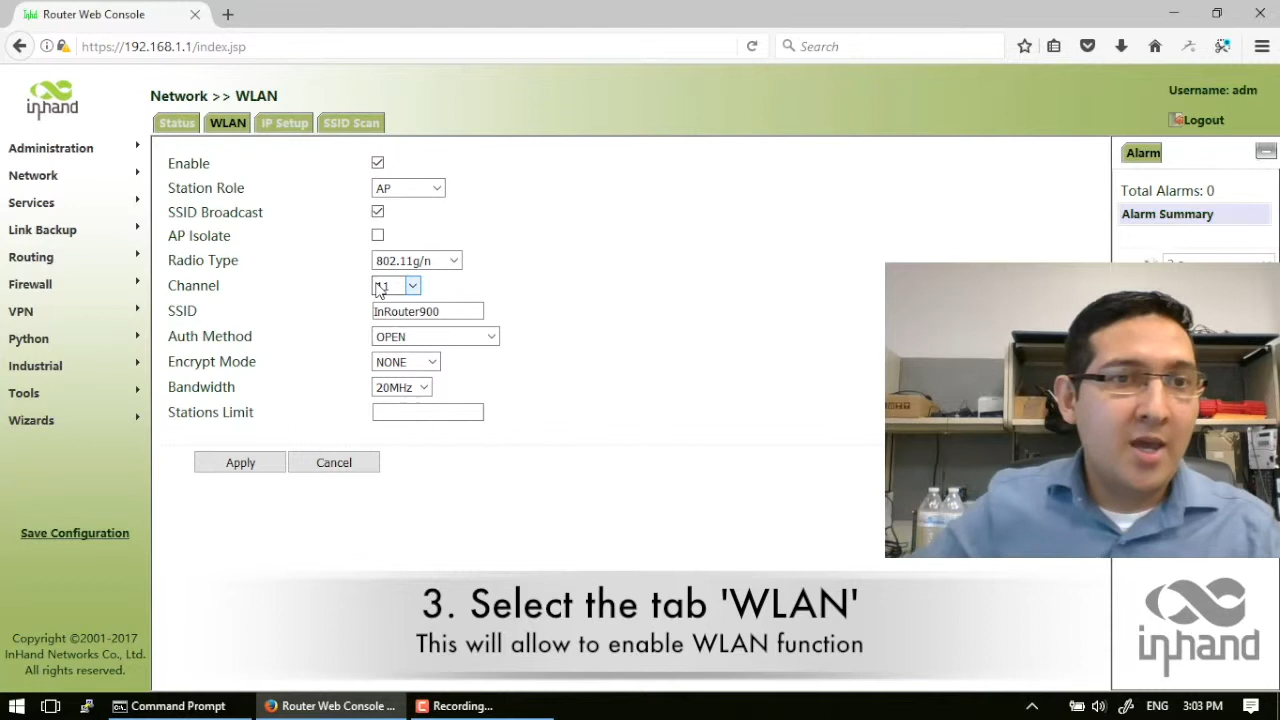 Router Web Console
https://192.168.1.1/index.jsp
Search
inhand
Network >> WLAN
Username: adm
Logout
Status
WLAN
IP Setup
SSID Scan
Administration
Network
Services
Link Backup
Routing
Firewall
VPN
Python
Industrial
Tools
Wizards
Save Configuration
Copyright ©2001-2017
InHand Networks Co., Ltd.
All rights reserved.
Enable
Station Role AP
SSID Broadcast
AP Isolate
Radio Type 802.11g/n
Channel
SSID InRouter900
Auth Method OPEN
Encrypt Mode NONE
Bandwidth 20MHz
Stations Limit
Apply
Cancel
Alarm
Total Alarms: 0
Alarm Summary
3. Select the tab 'WLAN'
This will allow to enable WLAN function
inhand
Command Prompt
Router Web Console ...
Recording...
ENG
3:03 PM